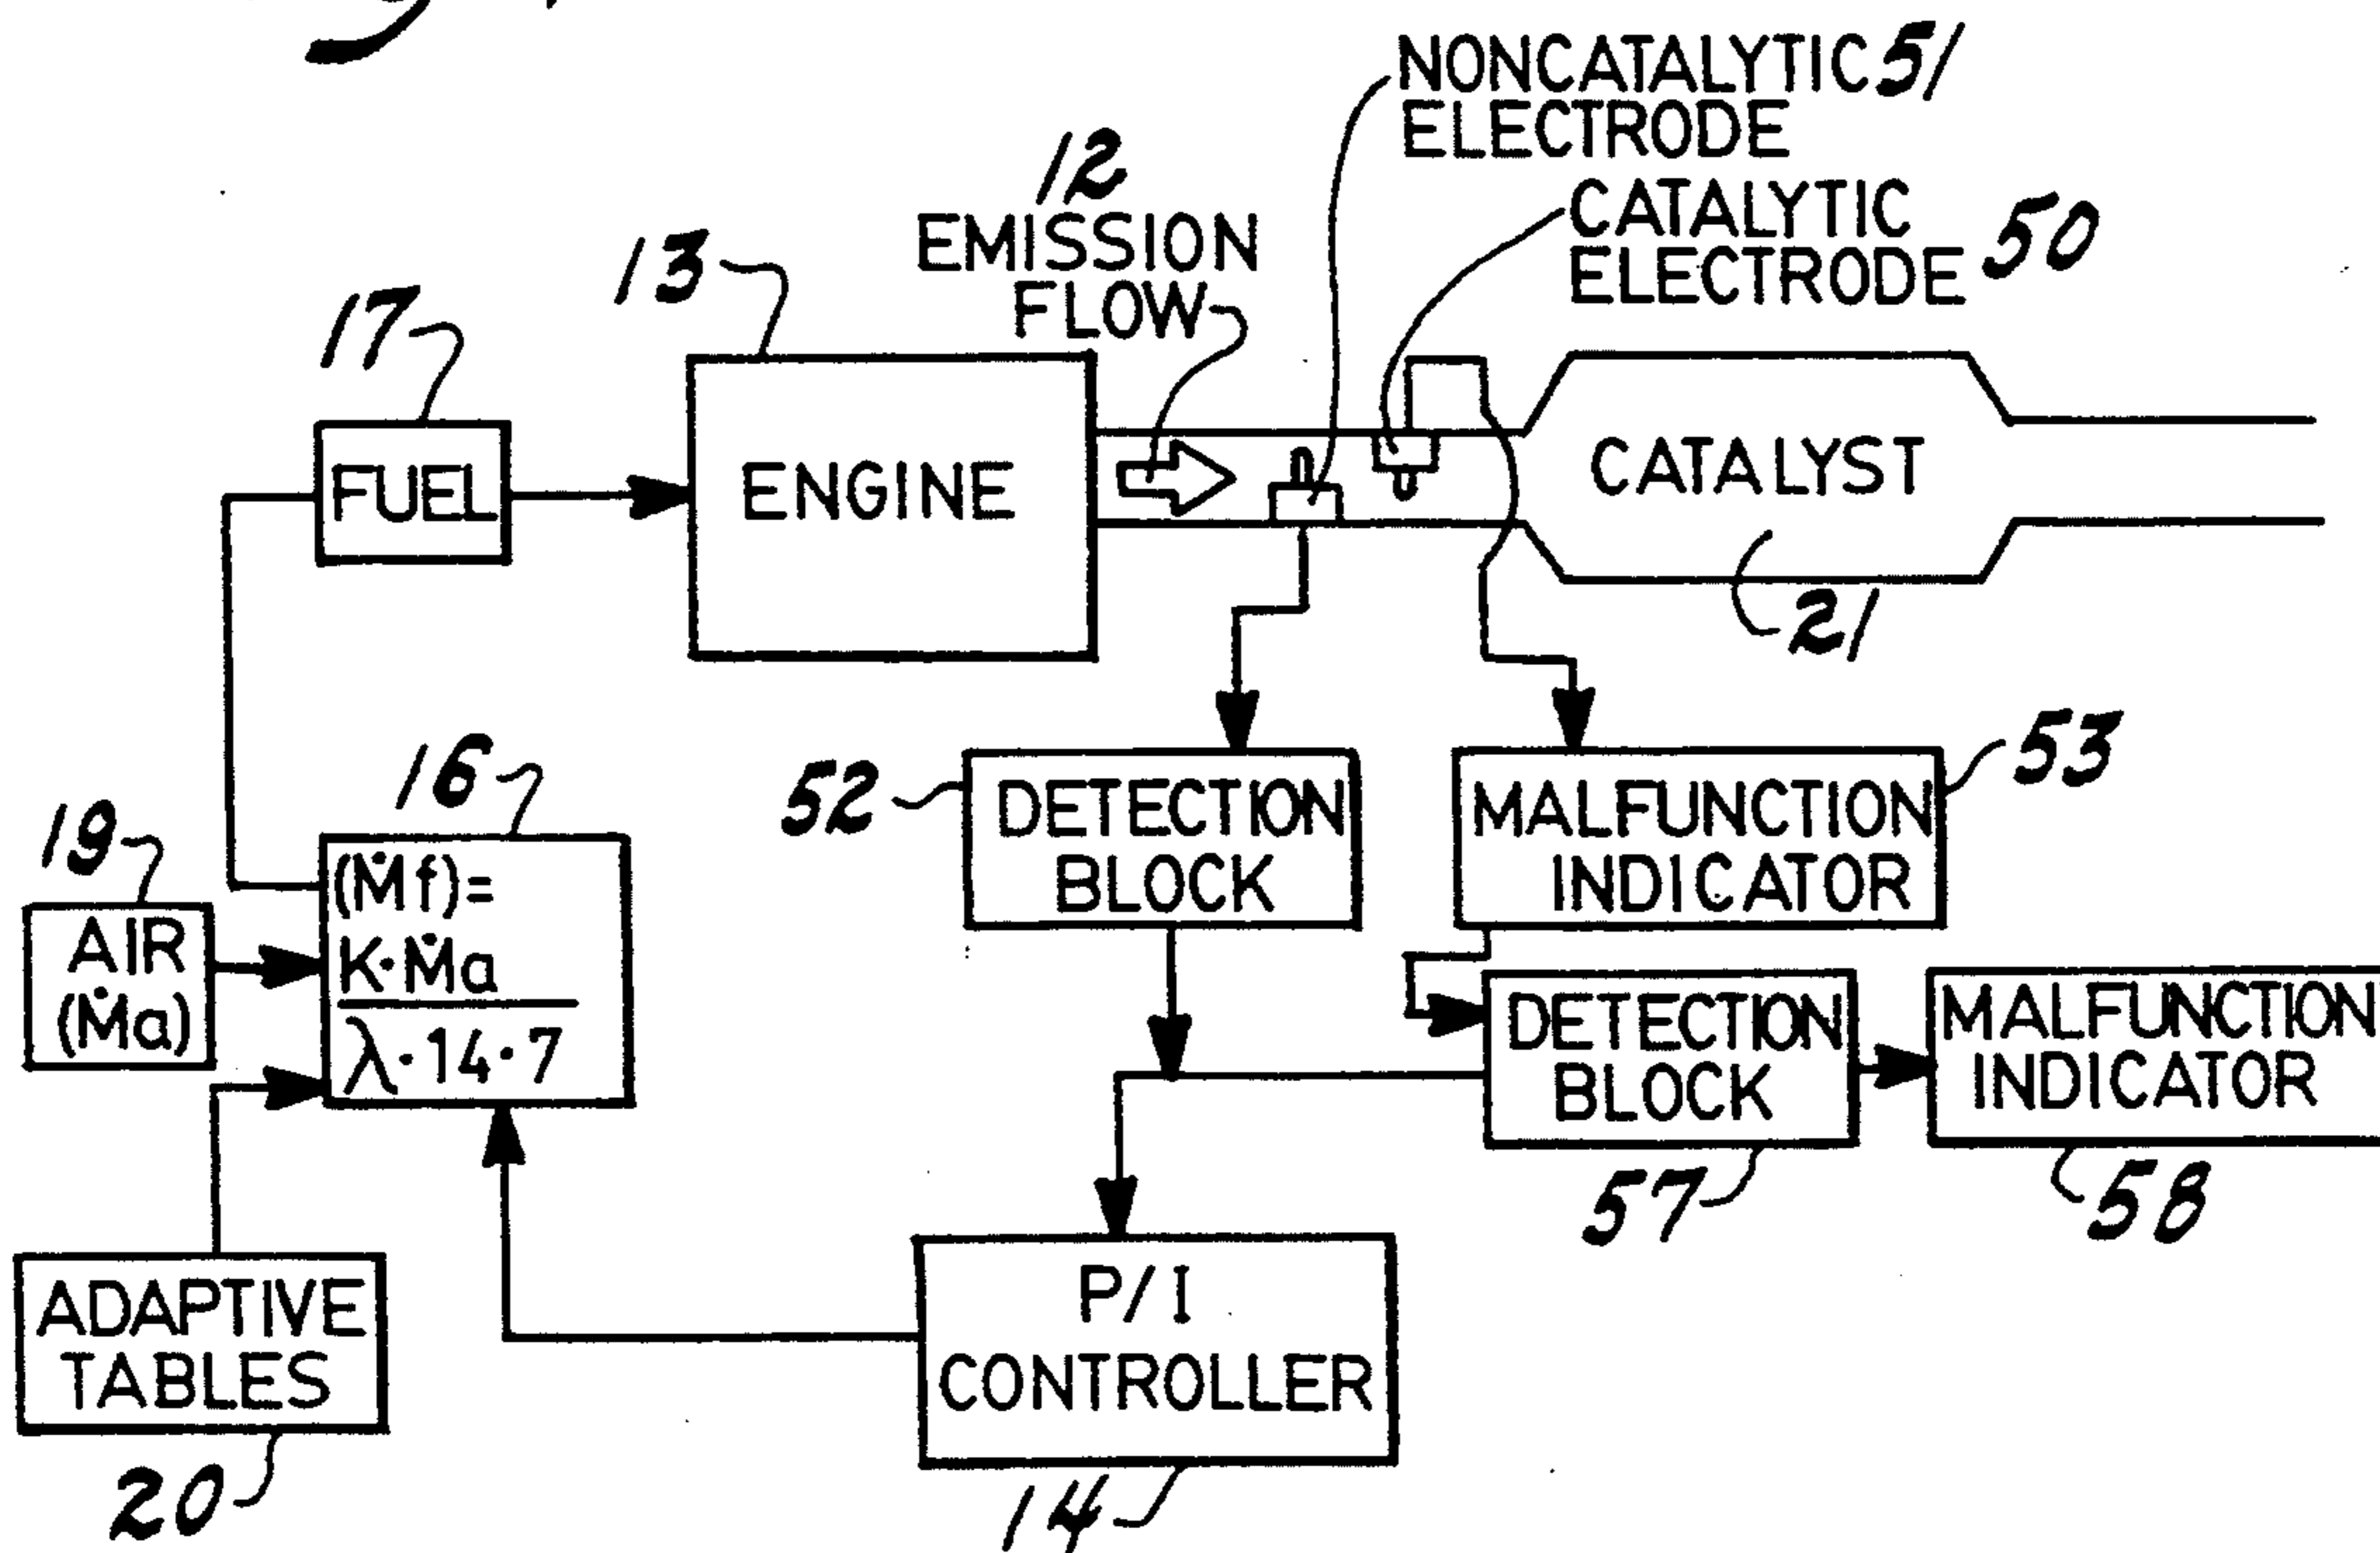 NONCATALYTIC 51
ELECTRODE
12
EMISSION
FLOW
CATALYTIC
ELECTRODE 50
13
17
FUEL
ENGINE
CATALYST
21
16
52
DETECTION
BLOCK
MALFUNCTION
INDICATOR
53
19
AIR
(Ṁa)
(Ṁf)=
K·Ṁa
λ·14·7
DETECTION
BLOCK
57
MALFUNCTION
INDICATOR
58
ADAPTIVE
TABLES
20
P/I
CONTROLLER
14